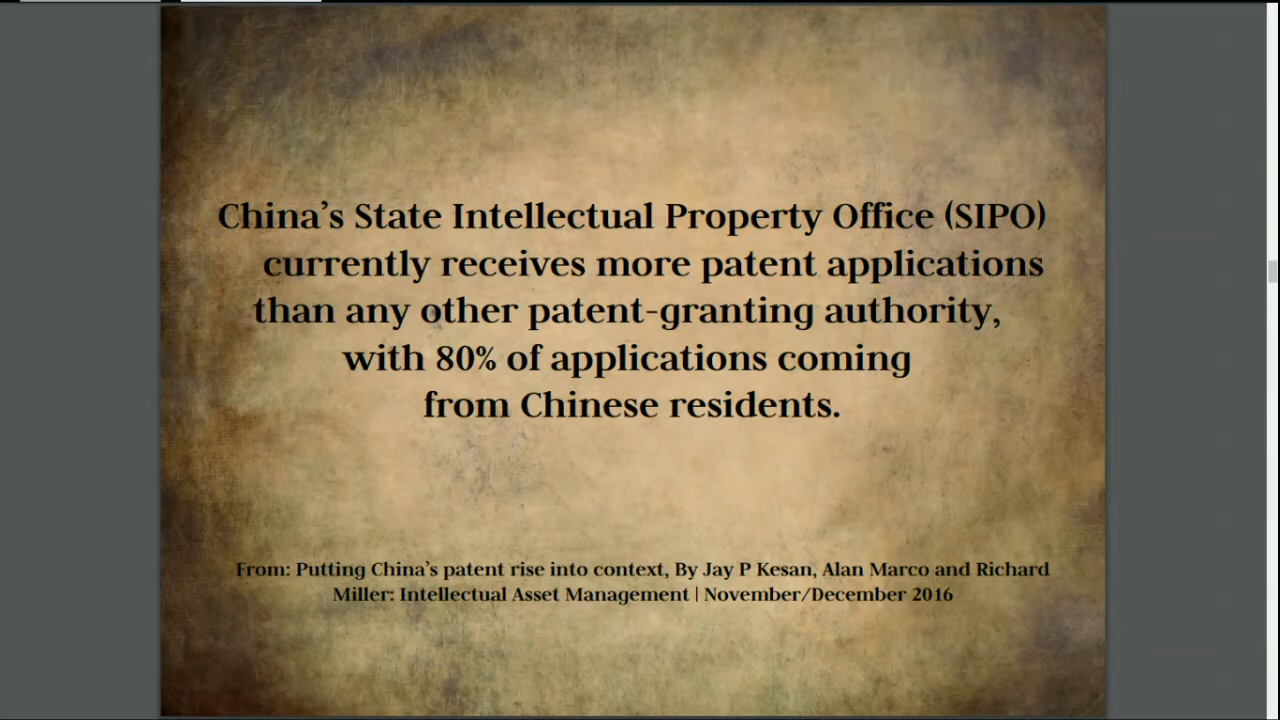 China's State Intellectual Property Office (SIPO)
currently receives more patent applications
than any other patent-granting authority,
with 80% of applications coming
from Chinese residents.
From: Putting China's patent rise into context, By Jay P Kesan, Alan Marco and Richard
Miller: Intellectual Asset Management | November/December 2016